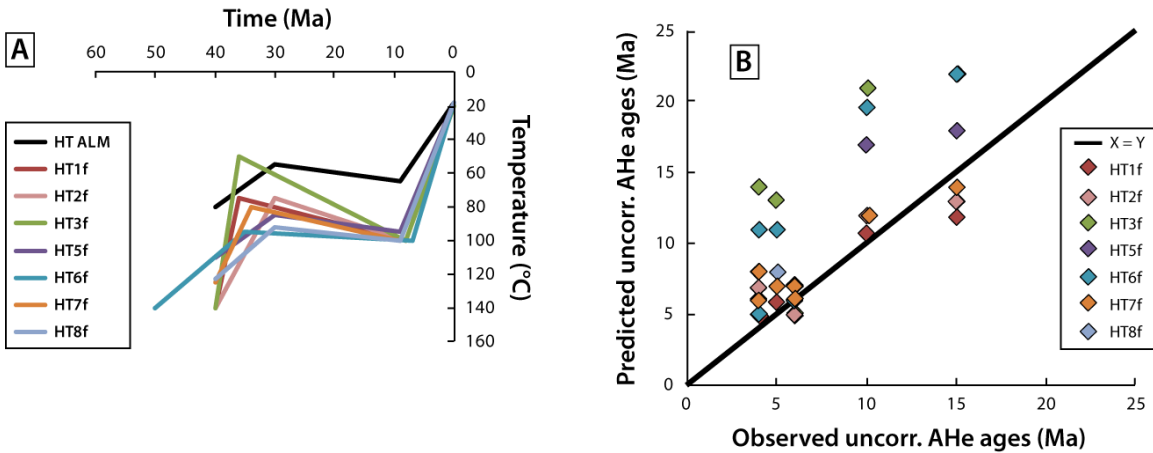 A
Time (Ma)
60 50 40 30 20 10 0
0
20
40
60
80
100
120
140
160
Temperature (°C)
HT ALM
HT1f
HT2f
HT3f
HT5f
HT6f
HT7f
HT8f
B
Predicted uncorr. AHe ages (Ma)
25
20
15
10
5
0
0 5 10 15 20 25
Observed uncorr. AHe ages (Ma)
X = Y
HT1f
HT2f
HT3f
HT5f
HT6f
HT7f
HT8f